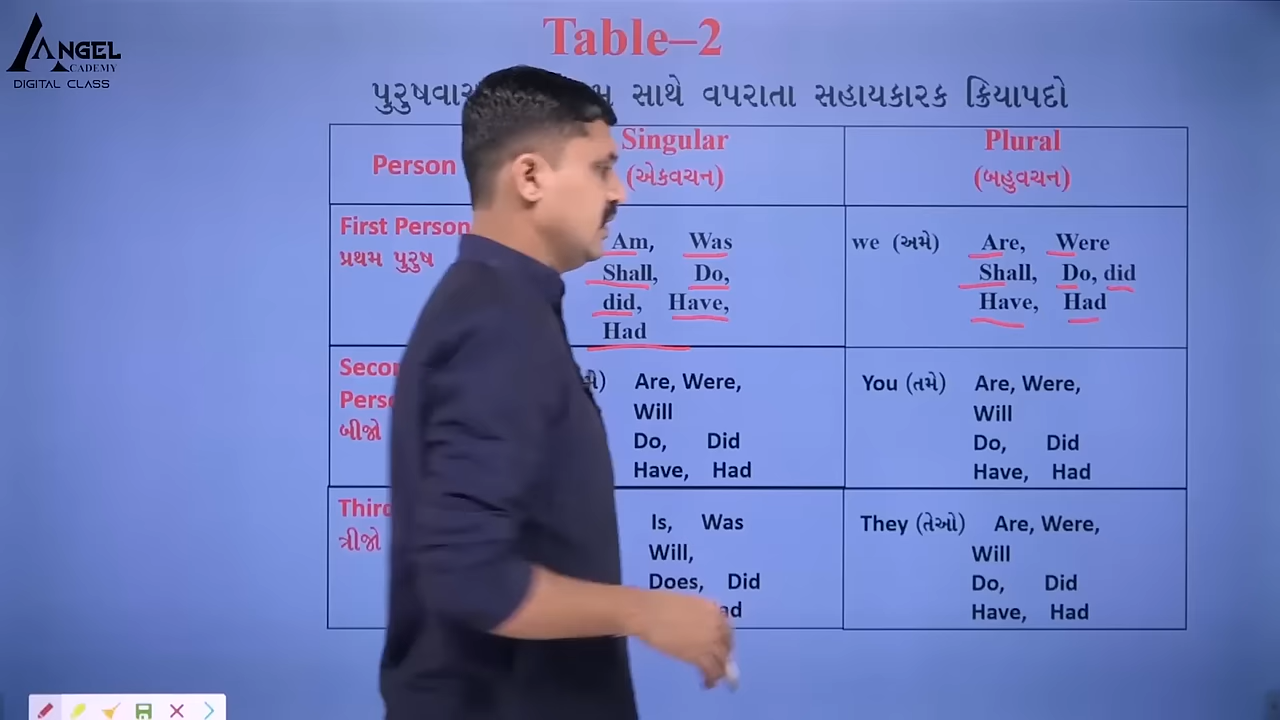 ANGEL
ACADEMY
DIGITAL CLASS
Table–2
સાથે વપરાતા સહાયકારક ક્રિયાપદો
Person
Singular
(એકવચન)
Plural
(બહુવચન)
First Person
પ્રથમ પુરુષ
Am, Was
Shall, Do,
did, Have,
Had
we (અમે) Are, Were
Shall, Do, did
Have, Had
બીજો
Are, Were,
Will
Do, Did
Have, Had
You (તમે) Are, Were,
Will
Do, Did
Have, Had
Third
ત્રીજો
Is, Was
Will,
Does, Did
They (તેઓ) Are, Were,
Will
Do, Did
Have, Had